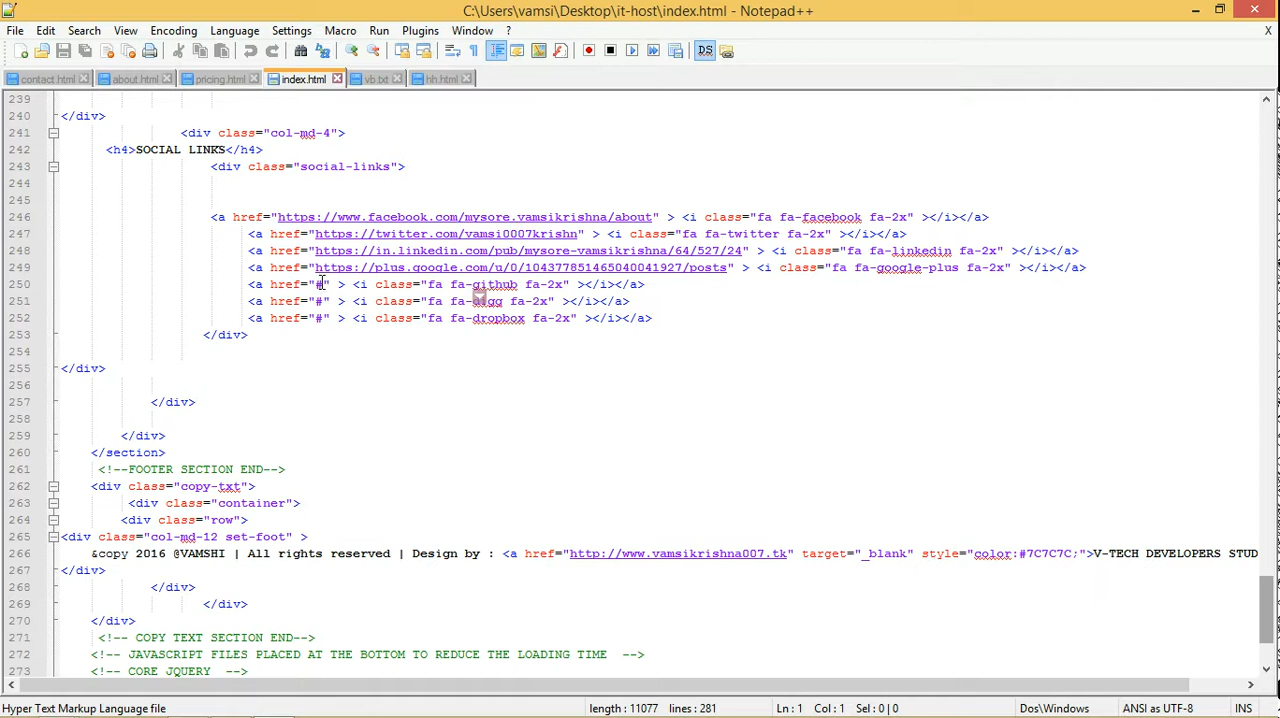 C:\Users\vamsi\Desktop\it-host\index.html - Notepad++
File Edit Search View Encoding Language Settings Macro Run Plugins Window ? X
contact.html about.html pricing.html index.html vb.txt hh.html
239
240 </div>
241 <div class="col-md-4">
242 <h4>SOCIAL LINKS</h4>
243 <div class="social-links">
244
245
246 <a href="https://www.facebook.com/mysore.vamsikrishna/about" > <i class="fa fa-facebook fa-2x" ></i></a>
247 <a href="https://twitter.com/vamsi0007krishn" > <i class="fa fa-twitter fa-2x" ></i></a>
248 <a href="https://in.linkedin.com/pub/mysore-vamsikrishna/64/527/24" > <i class="fa fa-linkedin fa-2x" ></i></a>
249 <a href="https://plus.google.com/u/0/104377851465040041927/posts" > <i class="fa fa-google-plus fa-2x" ></i></a>
250 <a href="#" > <i class="fa fa-github fa-2x" ></i></a>
251 <a href="#" > <i class="fa fa-digg fa-2x" ></i></a>
252 <a href="#" > <i class="fa fa-dropbox fa-2x" ></i></a>
253 </div>
254
255 </div>
256
257 </div>
258
259 </div>
260 </section>
261 <!--FOOTER SECTION END-->
262 <div class="copy-txt">
263 <div class="container">
264 <div class="row">
265 <div class="col-md-12 set-foot" >
266 &copy 2016 @VAMSHI | All rights reserved | Design by : <a href="http://www.vamsikrishna007.tk" target="_blank" style="color:#7C7C7C;">V-TECH DEVELOPERS STUD
267 </div>
268 </div>
269 </div>
270 </div>
271 <!-- COPY TEXT SECTION END-->
272 <!-- JAVASCRIPT FILES PLACED AT THE BOTTOM TO REDUCE THE LOADING TIME -->
273 <!-- CORE JQUERY -->
Hyper Text Markup Language file length : 11077 lines : 281 Ln : 1 Col : 1 Sel : 0 | 0 Dos\Windows ANSI as UTF-8 INS